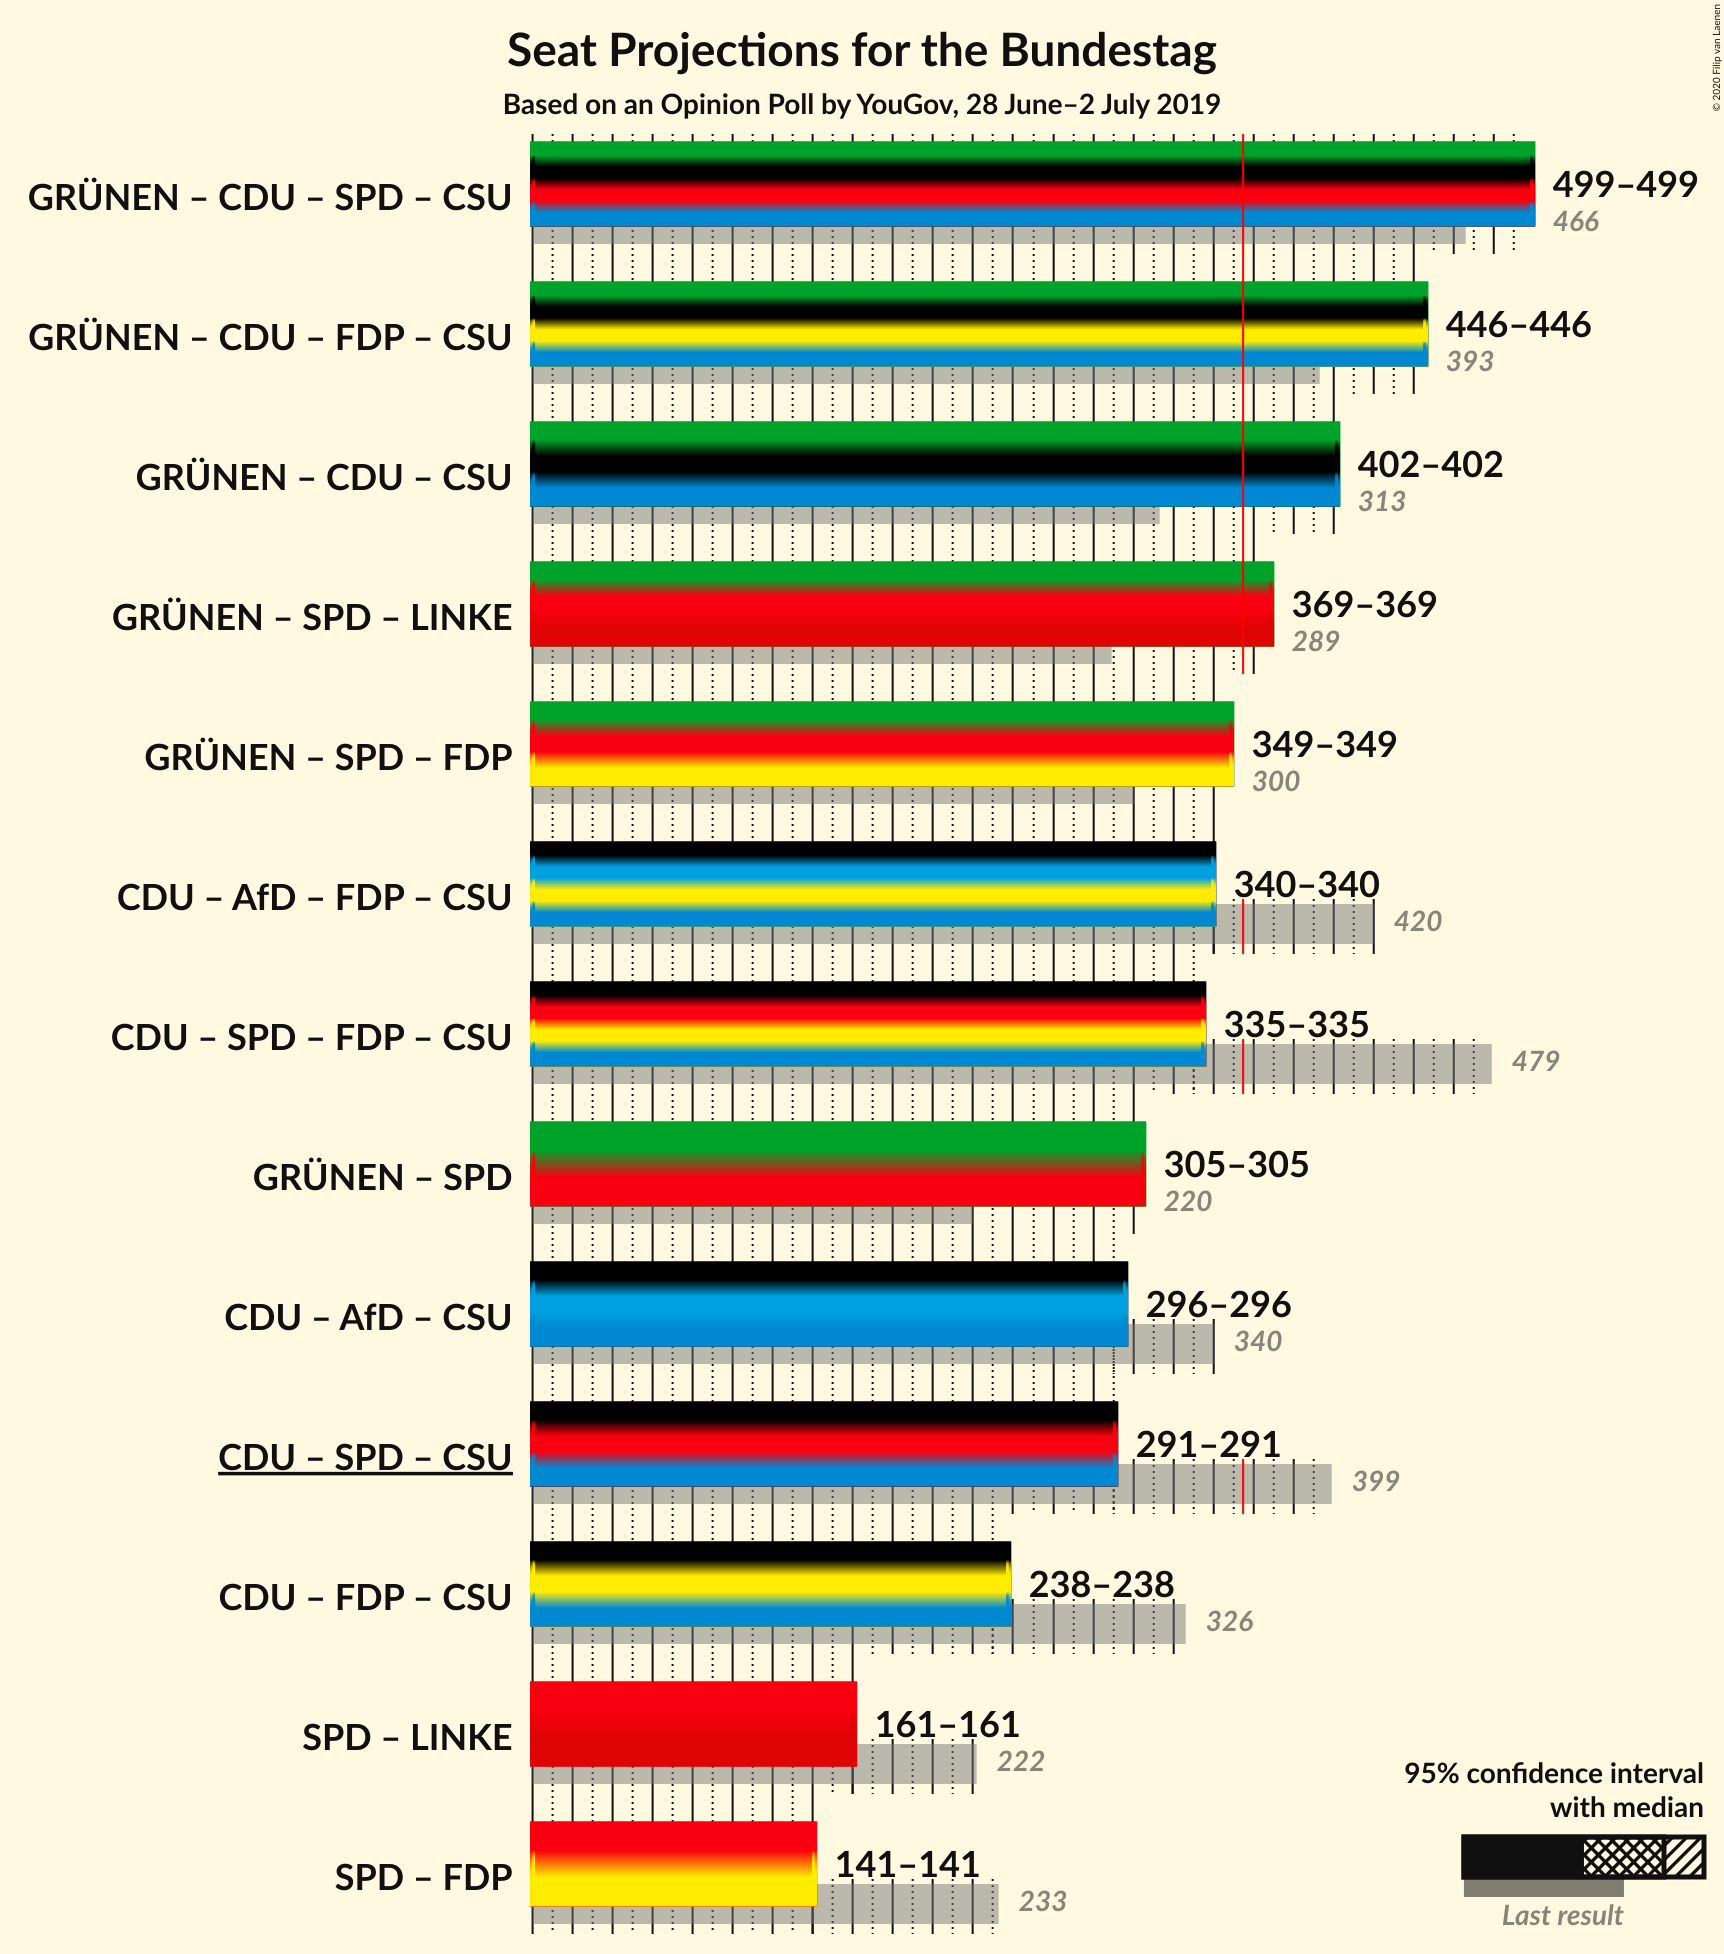 Seat Projections for the Bundestag
Based on an Opinion Poll by YouGov, 28 June–2 July 2019
© 2020 Filip van Laenen
GRÜNEN – CDU – SPD – CSU
499–499
466
GRÜNEN – CDU – FDP – CSU
446–446
393
GRÜNEN – CDU – CSU
402–402
313
GRÜNEN – SPD – LINKE
369–369
289
GRÜNEN – SPD – FDP
349–349
300
CDU – AfD – FDP – CSU
340–340
420
CDU – SPD – FDP – CSU
335–335
479
GRÜNEN – SPD
305–305
220
CDU – AfD – CSU
296–296
340
CDU – SPD – CSU
291–291
399
CDU – FDP – CSU
238–238
326
SPD – LINKE
161–161
222
SPD – FDP
141–141
233
95% confidence interval
with median
Last result